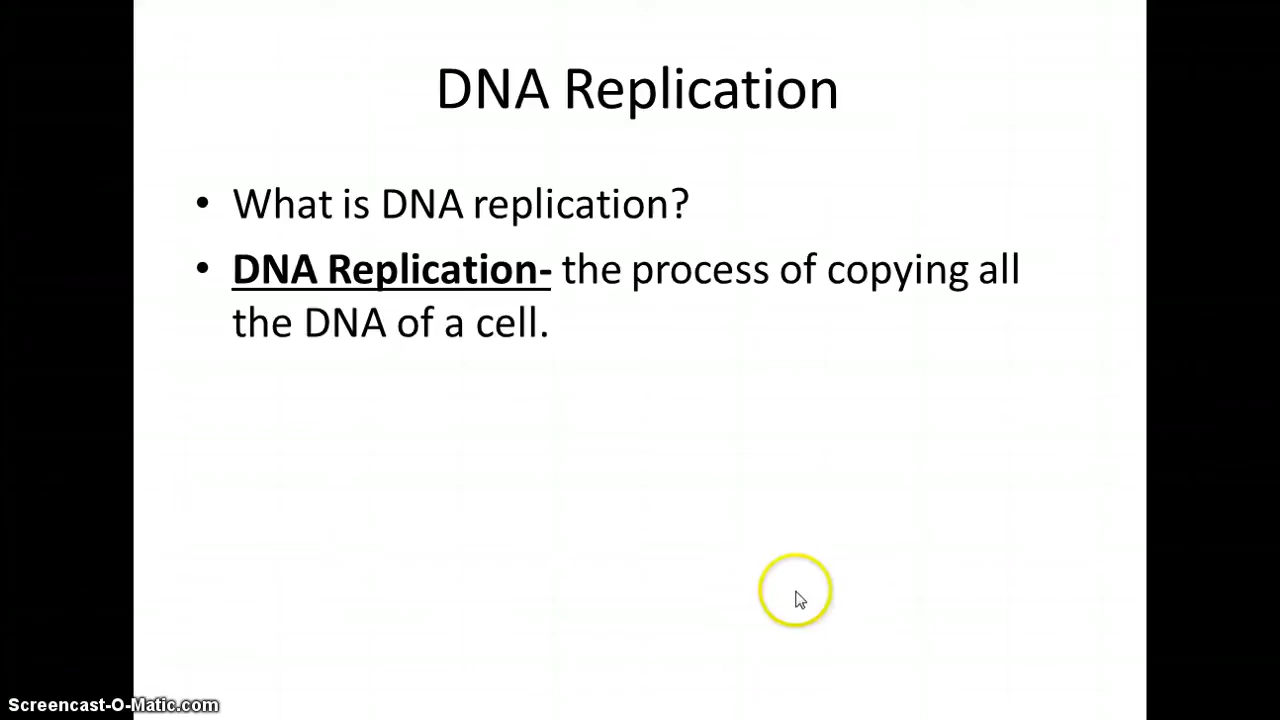 DNA Replication
• What is DNA replication?
• DNA Replication- the process of copying all
the DNA of a cell.
Screencast-O-Matic.com